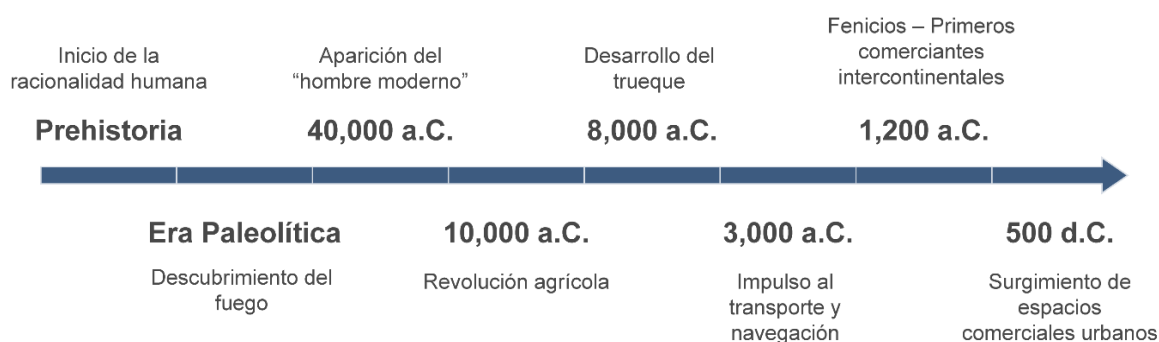 Inicio de la
racionalidad humana
Prehistoria
Aparición del
“hombre moderno”
40,000 a.C.
Desarrollo del
trueque
8,000 a.C.
Fenicios – Primeros
comerciantes
intercontinentales
1,200 a.C.
Era Paleolítica
Descubrimiento del
fuego
10,000 a.C.
Revolución agrícola
3,000 a.C.
Impulso al
transporte y
navegación
500 d.C.
Surgimiento de
espacios
comerciales urbanos